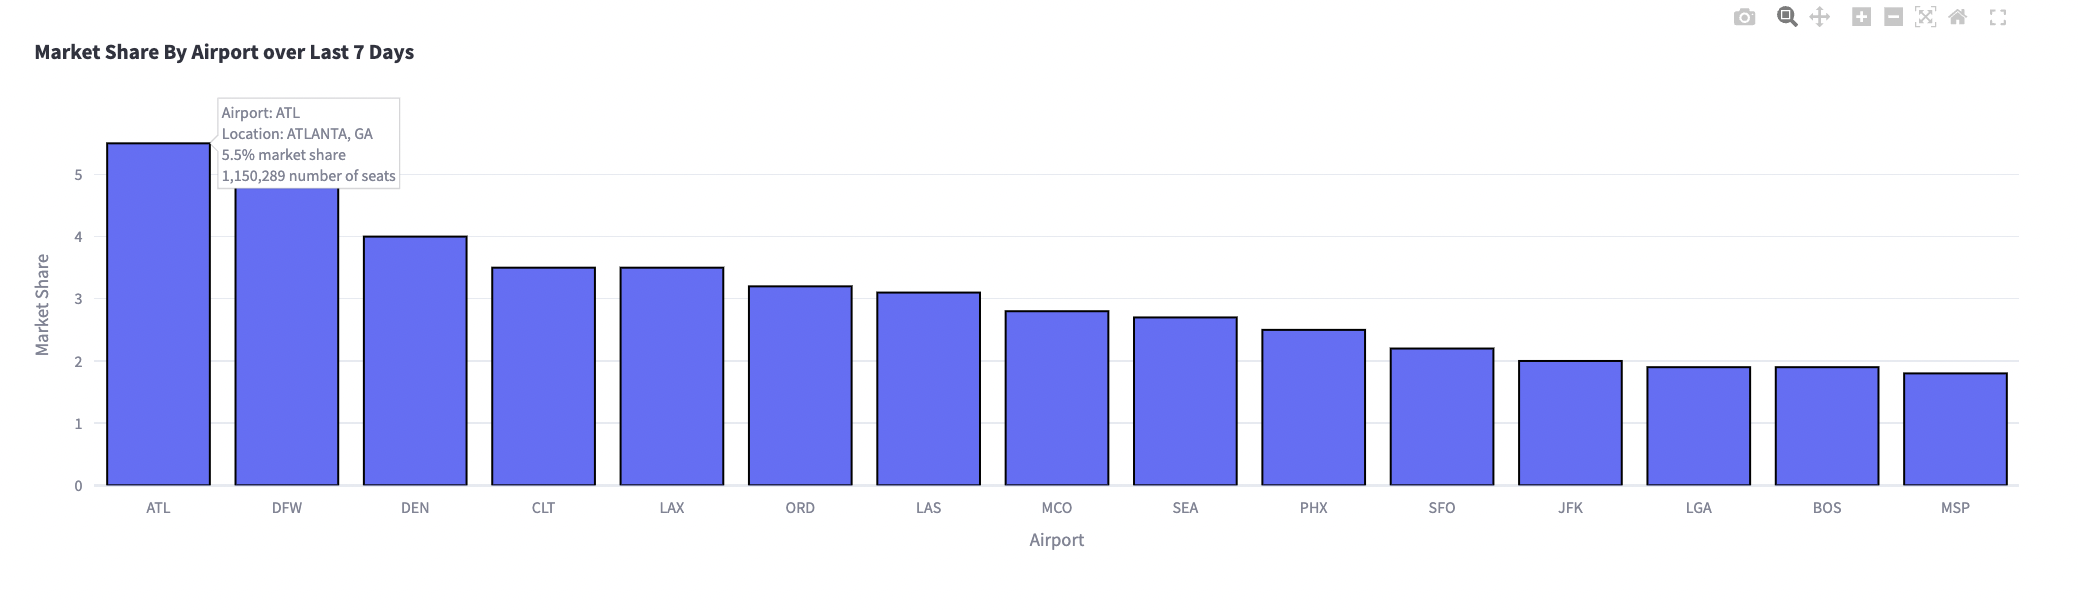 Market Share By Airport over Last 7 Days
Airport: ATL
Location: ATLANTA, GA
5.5% market share
1,150,289 number of seats
Market Share
5
4
3
2
1
0
ATL DFW DEN CLT LAX ORD LAS MCO SEA PHX SFO JFK LGA BOS MSP
Airport